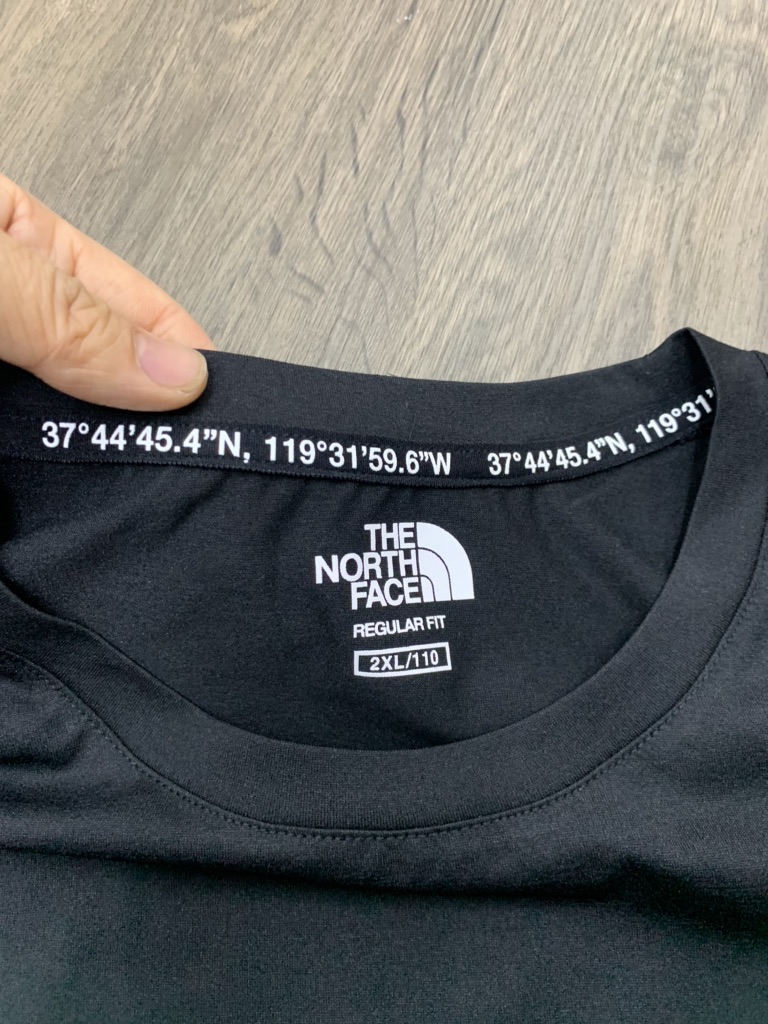 37°44'45.4"N, 119°31'59.6"W 37°44'45.4"N, 119°31'
THE
NORTH
FACE
REGULAR FIT
2XL/110